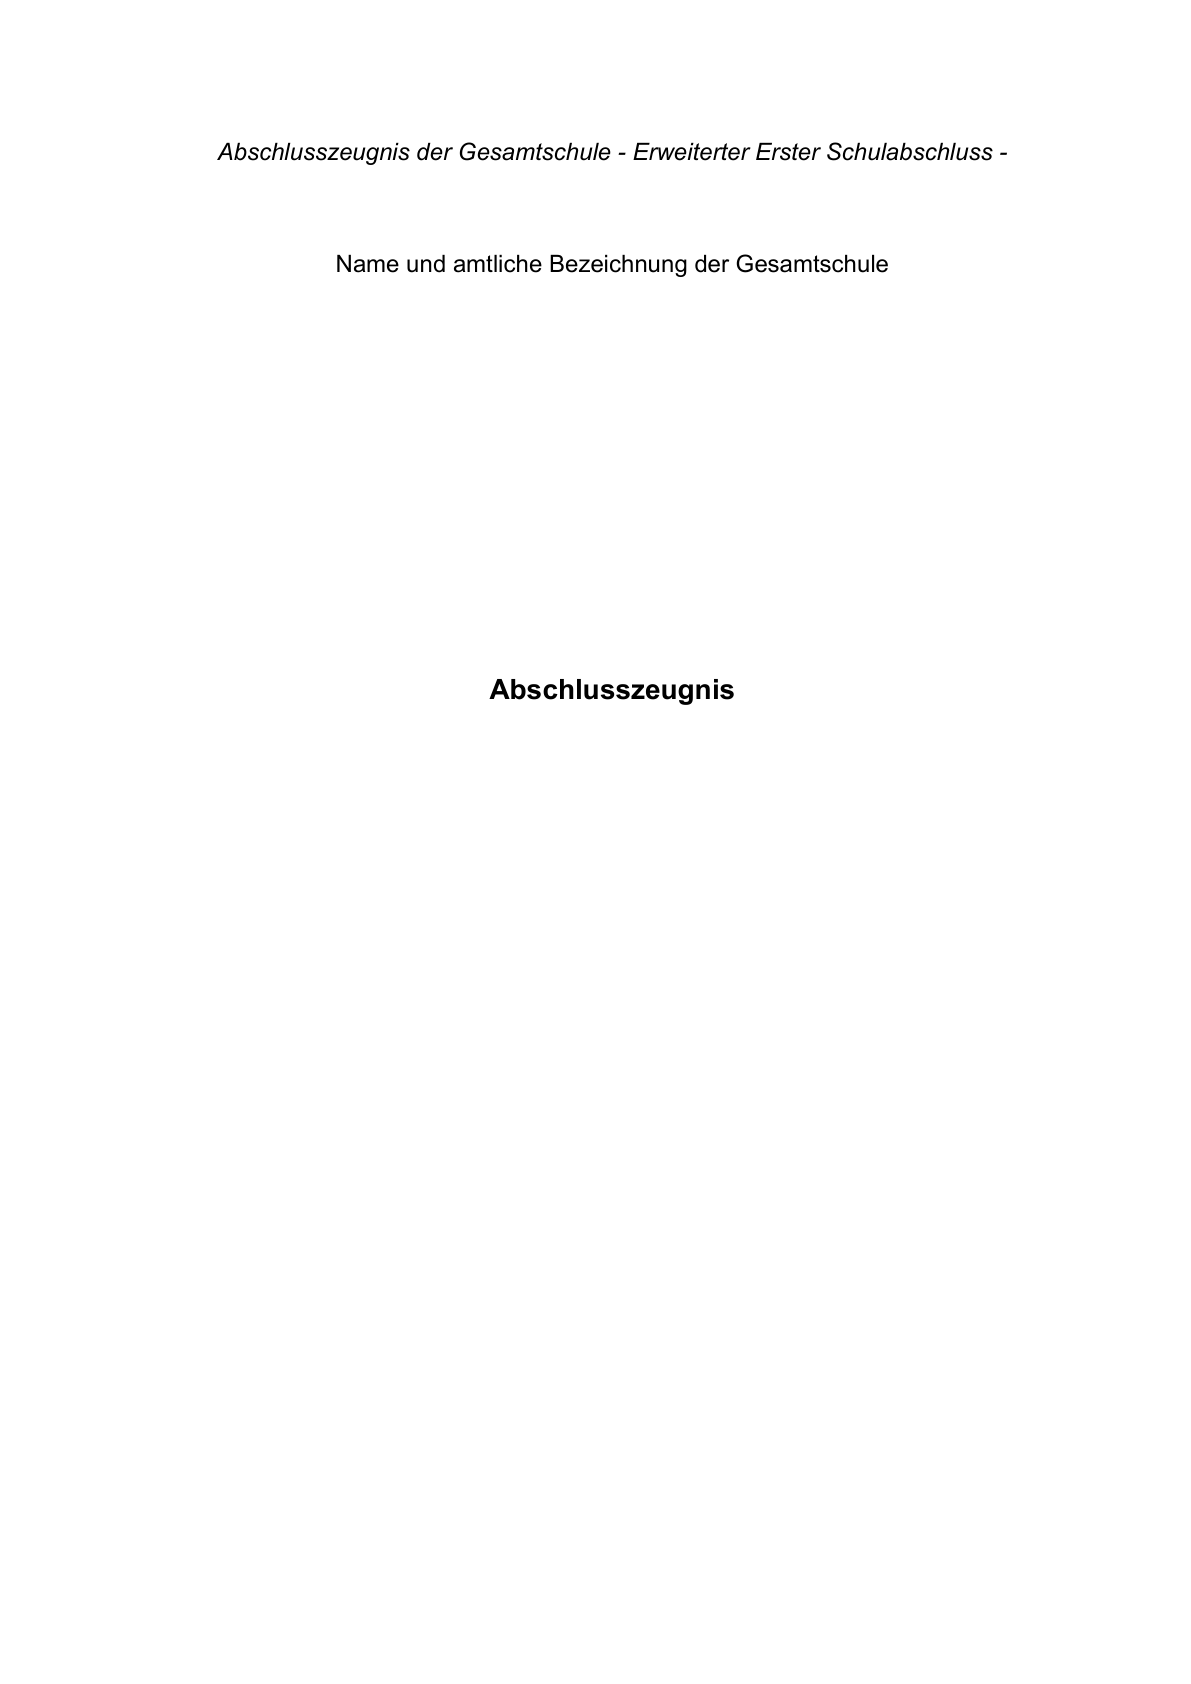 Abschlusszeugnis der Gesamtschule - Erweiterter Erster Schulabschluss -
Name und amtliche Bezeichnung der Gesamtschule
Abschlusszeugnis